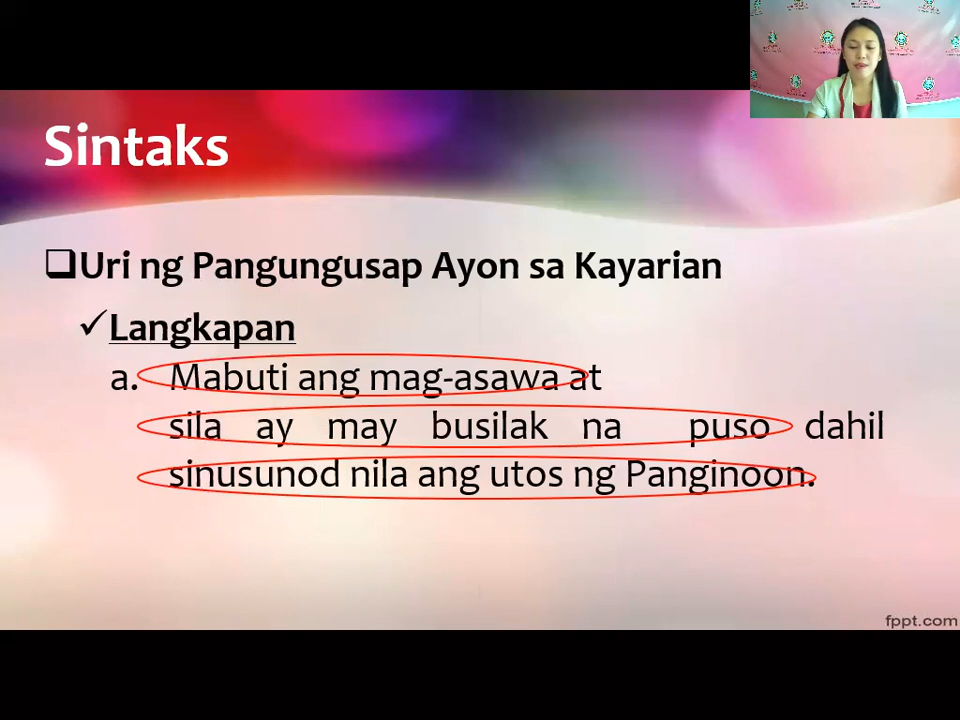 Sintaks
Uri ng Pangungusap Ayon sa Kayarian
Langkapan
a. Mabuti ang mag-asawa at
sila ay may busilak na puso dahil
sinusunod nila ang utos ng Panginoon.
fppt.com